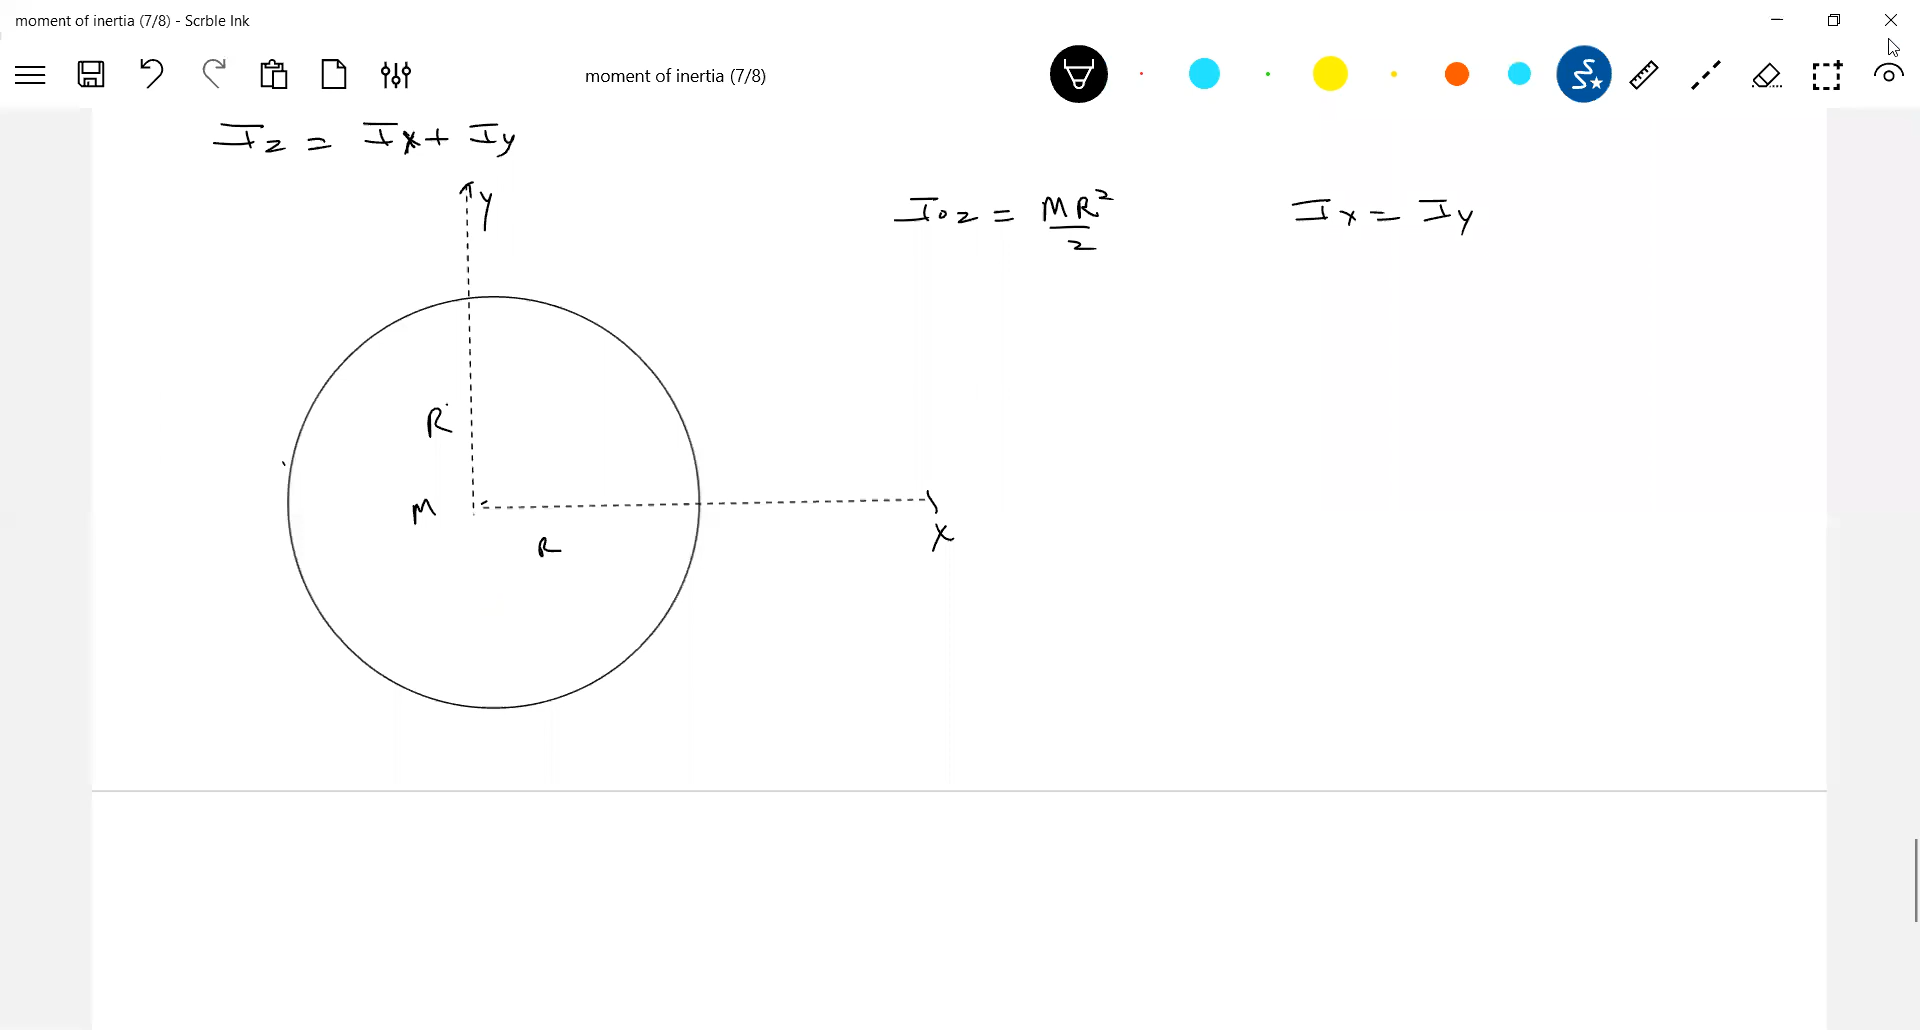 moment of inertia (7/8) - Scrble Ink
moment of inertia (7/8)
Iz = Ix + Iy
y
Ioz = MR²/2
Ix = Iy
R
M
R
X